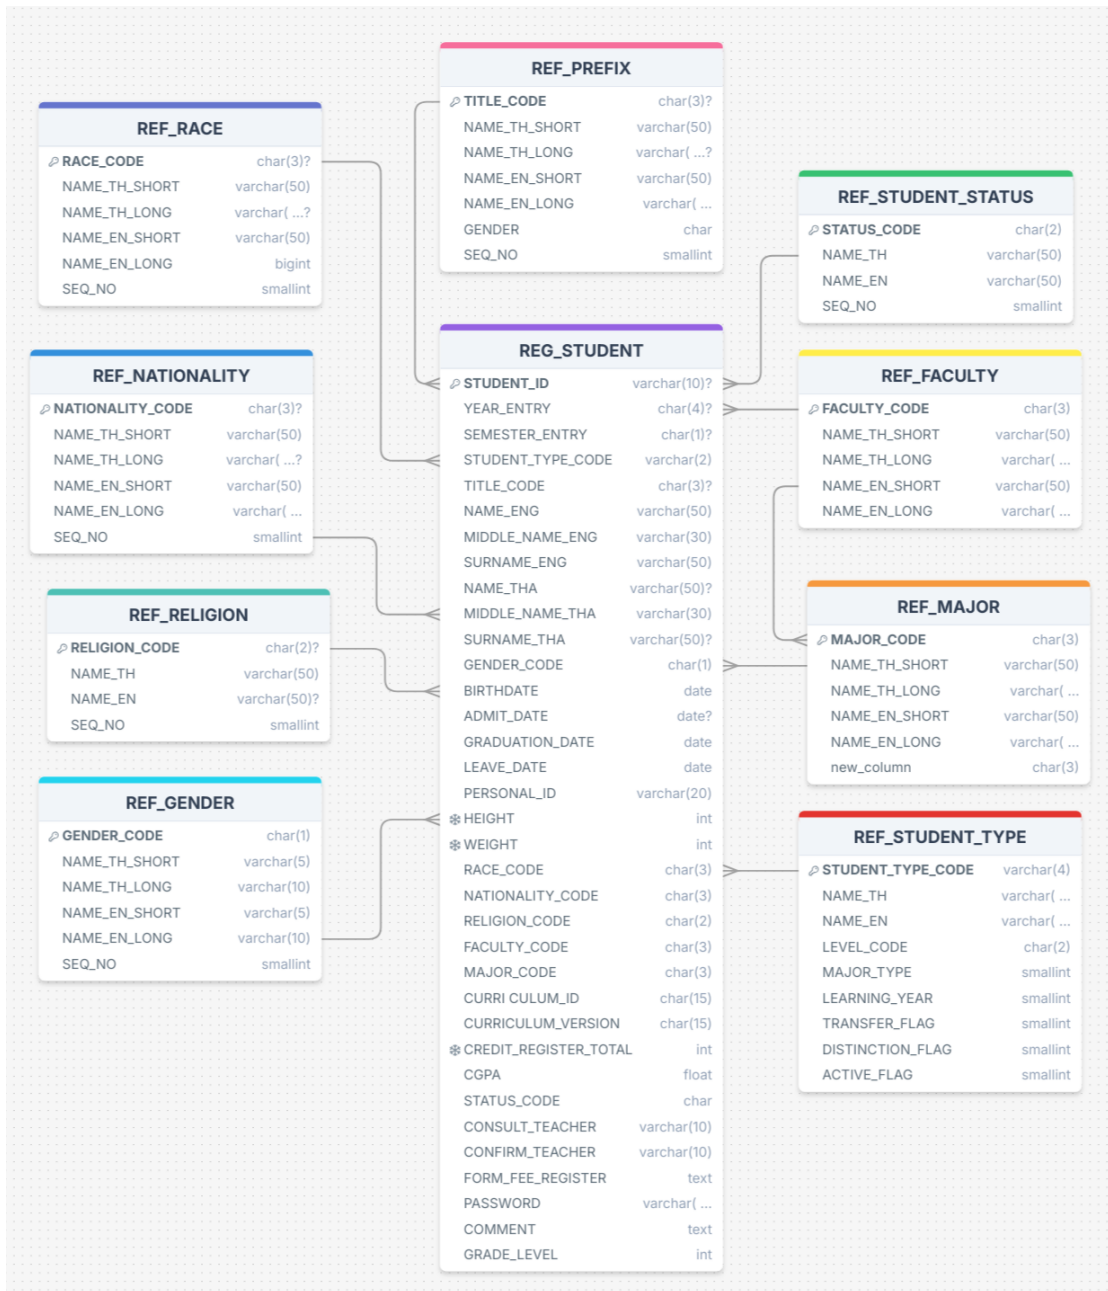 REF_PREFIX
TITLE_CODE char(3)?
NAME_TH_SHORT varchar(50)
NAME_TH_LONG varchar( ...?
NAME_EN_SHORT varchar(50)
NAME_EN_LONG varchar( ...
GENDER char
SEQ_NO smallint
REF_RACE
RACE_CODE char(3)?
NAME_TH_SHORT varchar(50)
NAME_TH_LONG varchar( ...?
NAME_EN_SHORT varchar(50)
NAME_EN_LONG bigint
SEQ_NO smallint
REF_STUDENT_STATUS
STATUS_CODE char(2)
NAME_TH varchar(50)
NAME_EN varchar(50)
SEQ_NO smallint
REF_NATIONALITY
NATIONALITY_CODE char(3)?
NAME_TH_SHORT varchar(50)
NAME_TH_LONG varchar( ...?
NAME_EN_SHORT varchar(50)
NAME_EN_LONG varchar( ...
SEQ_NO smallint
REG_STUDENT
STUDENT_ID varchar(10)?
YEAR_ENTRY char(4)?
SEMESTER_ENTRY char(1)?
STUDENT_TYPE_CODE varchar(2)
TITLE_CODE char(3)?
NAME_ENG varchar(50)
MIDDLE_NAME_ENG varchar(30)
SURNAME_ENG varchar(50)
NAME_THA varchar(50)?
MIDDLE_NAME_THA varchar(30)
SURNAME_THA varchar(50)?
GENDER_CODE char(1)
BIRTHDATE date
ADMIT_DATE date?
GRADUATION_DATE date
LEAVE_DATE date
PERSONAL_ID varchar(20)
HEIGHT int
WEIGHT int
RACE_CODE char(3)
NATIONALITY_CODE char(3)
RELIGION_CODE char(2)
FACULTY_CODE char(3)
MAJOR_CODE char(3)
CURRI CULUM_ID char(15)
CURRICULUM_VERSION char(15)
CREDIT_REGISTER_TOTAL int
CGPA float
STATUS_CODE char
CONSULT_TEACHER varchar(10)
CONFIRM_TEACHER varchar(10)
FORM_FEE_REGISTER text
PASSWORD varchar( ...
COMMENT text
GRADE_LEVEL int
REF_FACULTY
FACULTY_CODE char(3)
NAME_TH_SHORT varchar(50)
NAME_TH_LONG varchar( ...
NAME_EN_SHORT varchar(50)
NAME_EN_LONG varchar( ...
REF_RELIGION
RELIGION_CODE char(2)?
NAME_TH varchar(50)
NAME_EN varchar(50)?
SEQ_NO smallint
REF_MAJOR
MAJOR_CODE char(3)
NAME_TH_SHORT varchar(50)
NAME_TH_LONG varchar( ...
NAME_EN_SHORT varchar(50)
NAME_EN_LONG varchar( ...
new_column char(3)
REF_GENDER
GENDER_CODE char(1)
NAME_TH_SHORT varchar(5)
NAME_TH_LONG varchar(10)
NAME_EN_SHORT varchar(5)
NAME_EN_LONG varchar(10)
SEQ_NO smallint
REF_STUDENT_TYPE
STUDENT_TYPE_CODE varchar(4)
NAME_TH varchar( ...
NAME_EN varchar( ...
LEVEL_CODE char(2)
MAJOR_TYPE smallint
LEARNING_YEAR smallint
TRANSFER_FLAG smallint
DISTINCTION_FLAG smallint
ACTIVE_FLAG smallint